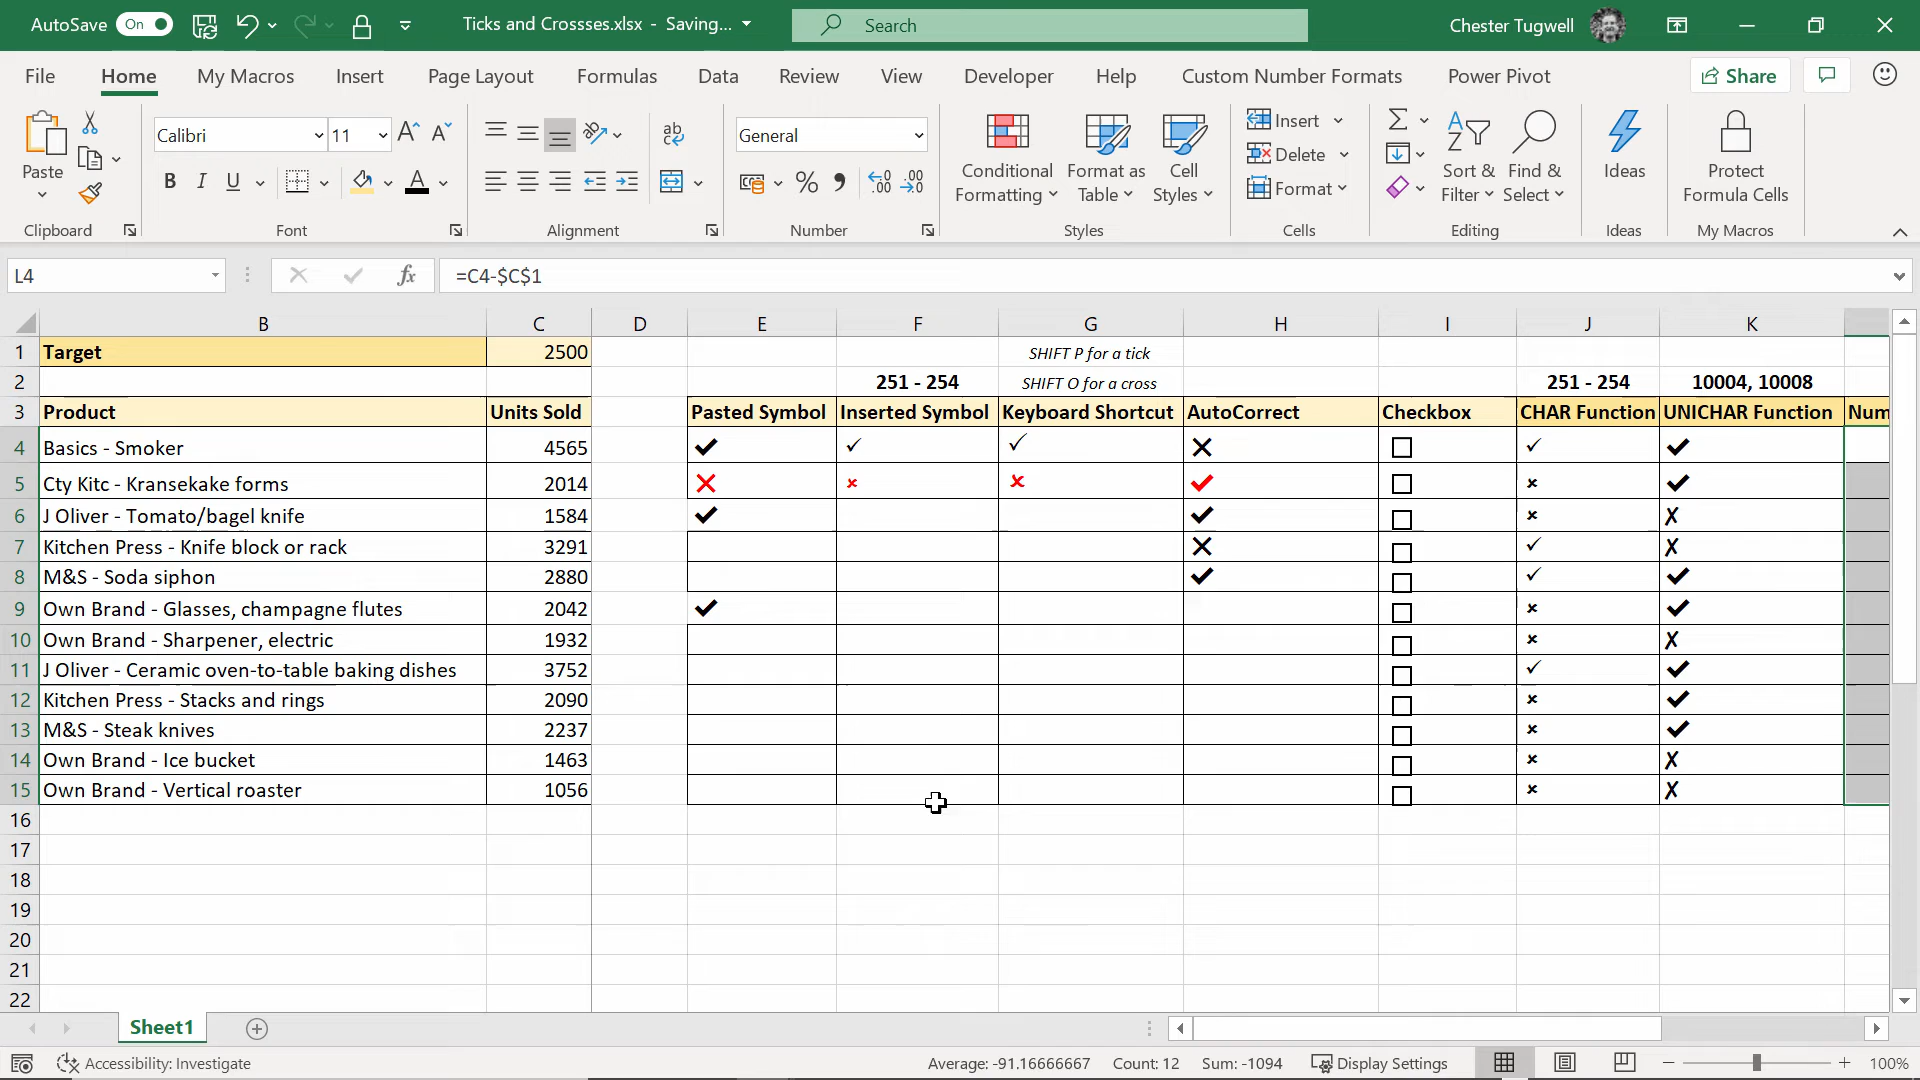 AutoSave On Ticks and Crossses.xlsx - Saving... Search Chester Tugwell
File Home My Macros Insert Page Layout Formulas Data Review View Developer Help Custom Number Formats Power Pivot Share
Paste Calibri 11 General Conditional Formatting Format as Table Cell Styles Insert Delete Format Sort & Filter Find & Select Ideas Protect Formula Cells
Clipboard Font Alignment Number Styles Cells Editing Ideas My Macros
L4 fx =C4-$C$1
B C D E F G H I J K
1 Target 2500 SHIFT P for a tick
2 251 - 254 SHIFT O for a cross 251 - 254 10004, 10008
3 Product Units Sold Pasted Symbol Inserted Symbol Keyboard Shortcut AutoCorrect Checkbox CHAR Function UNICHAR Function Num
4 Basics - Smoker 4565 ✔ ✓ ✓ ✕ ☐ ✓ ✔
5 Cty Kitc - Kransekake forms 2014 ✕ × × ✔ ☐ × ✔
6 J Oliver - Tomato/bagel knife 1584 ✔ ✔ ☐ × ✗
7 Kitchen Press - Knife block or rack 3291 ✕ ☐ ✓ ✗
8 M&S - Soda siphon 2880 ✔ ☐ ✓ ✔
9 Own Brand - Glasses, champagne flutes 2042 ✔ ☐ × ✔
10 Own Brand - Sharpener, electric 1932 ☐ × ✗
11 J Oliver - Ceramic oven-to-table baking dishes 3752 ☐ ✓ ✔
12 Kitchen Press - Stacks and rings 2090 ☐ × ✔
13 M&S - Steak knives 2237 ☐ × ✔
14 Own Brand - Ice bucket 1463 ☐ × ✗
15 Own Brand - Vertical roaster 1056 ☐ × ✗
16
17
18
19
20
21
22
Sheet1
Accessibility: Investigate Average: -91.16666667 Count: 12 Sum: -1094 Display Settings 100%